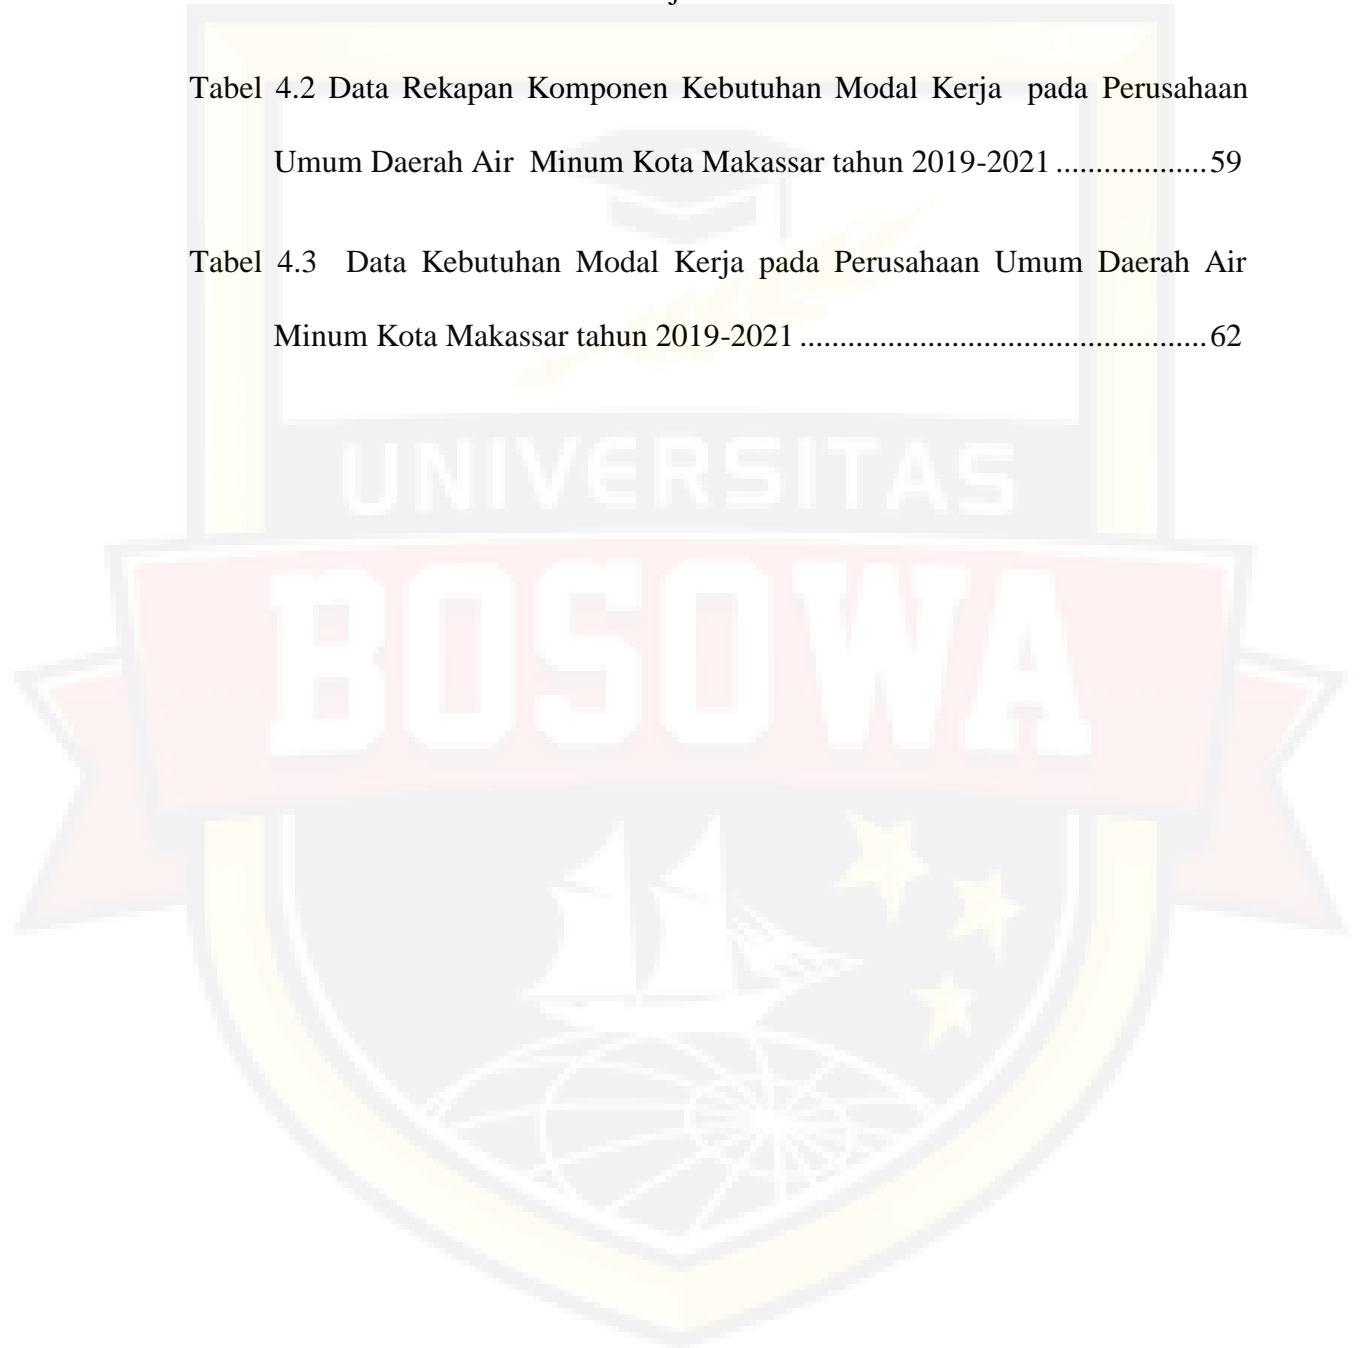 Tabel 4.2 Data Rekapan Komponen Kebutuhan Modal Kerja  pada Perusahaan
Umum Daerah Air  Minum Kota Makassar tahun 2019-2021 ...................59
Tabel 4.3  Data Kebutuhan Modal Kerja pada Perusahaan Umum Daerah Air
Minum Kota Makassar tahun 2019-2021 ...................................................62
UNIVERSITAS
BOSOWA